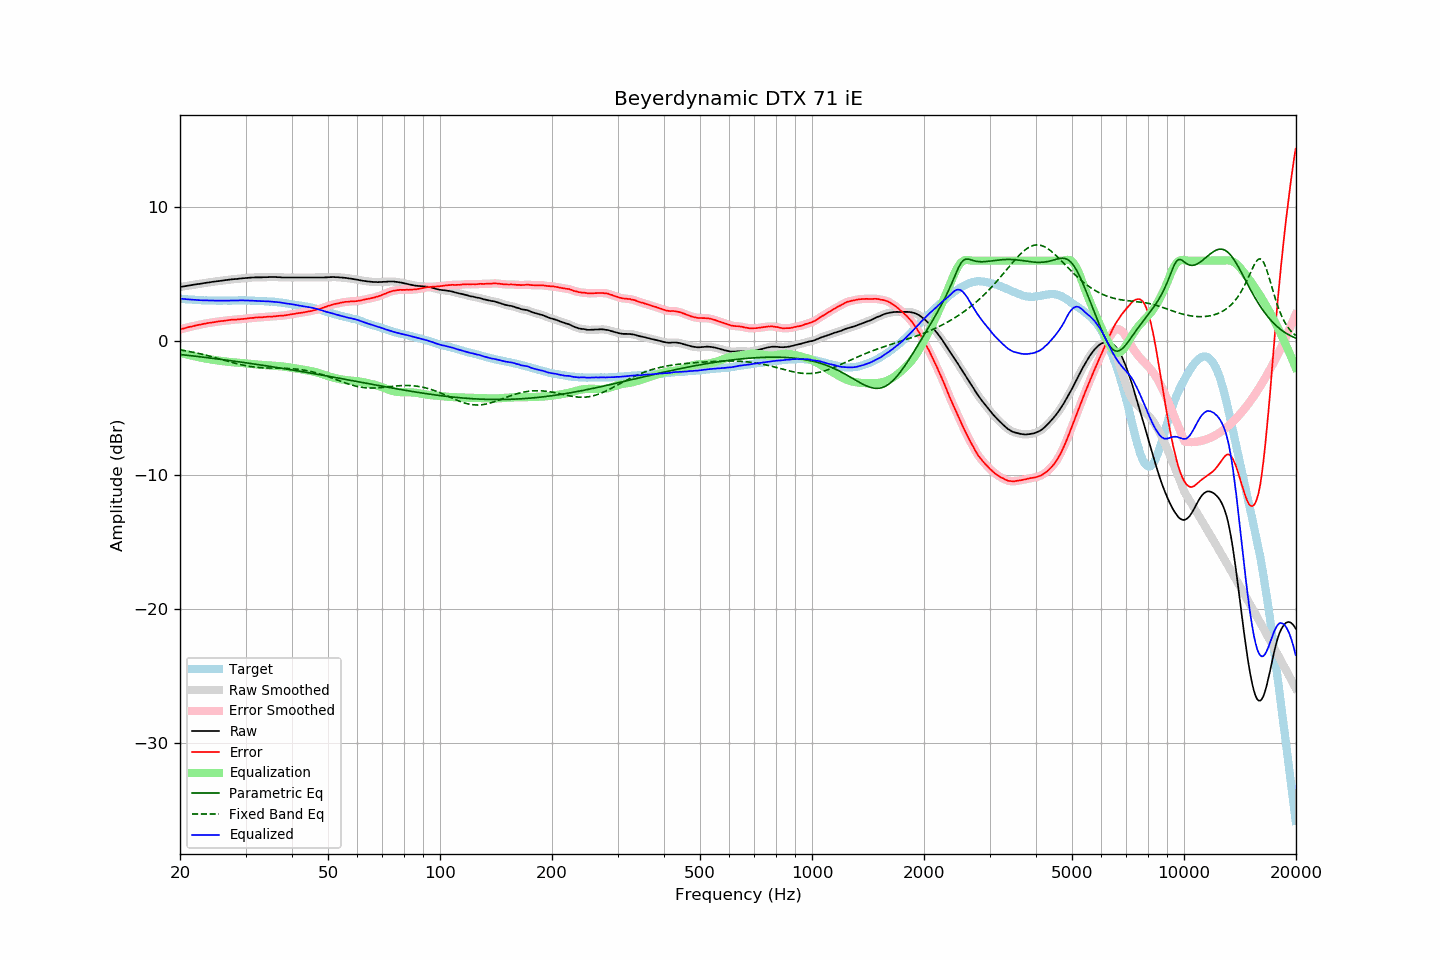 Beyerdynamic DTX 71 iE
10
0
−10
−20
−30
Amplitude (dBr)
Target
Raw Smoothed
Error Smoothed
Raw
Error
Equalization
Parametric Eq
Fixed Band Eq
Equalized
20 50 100 200 500 1000 2000 5000 10000 20000
Frequency (Hz)